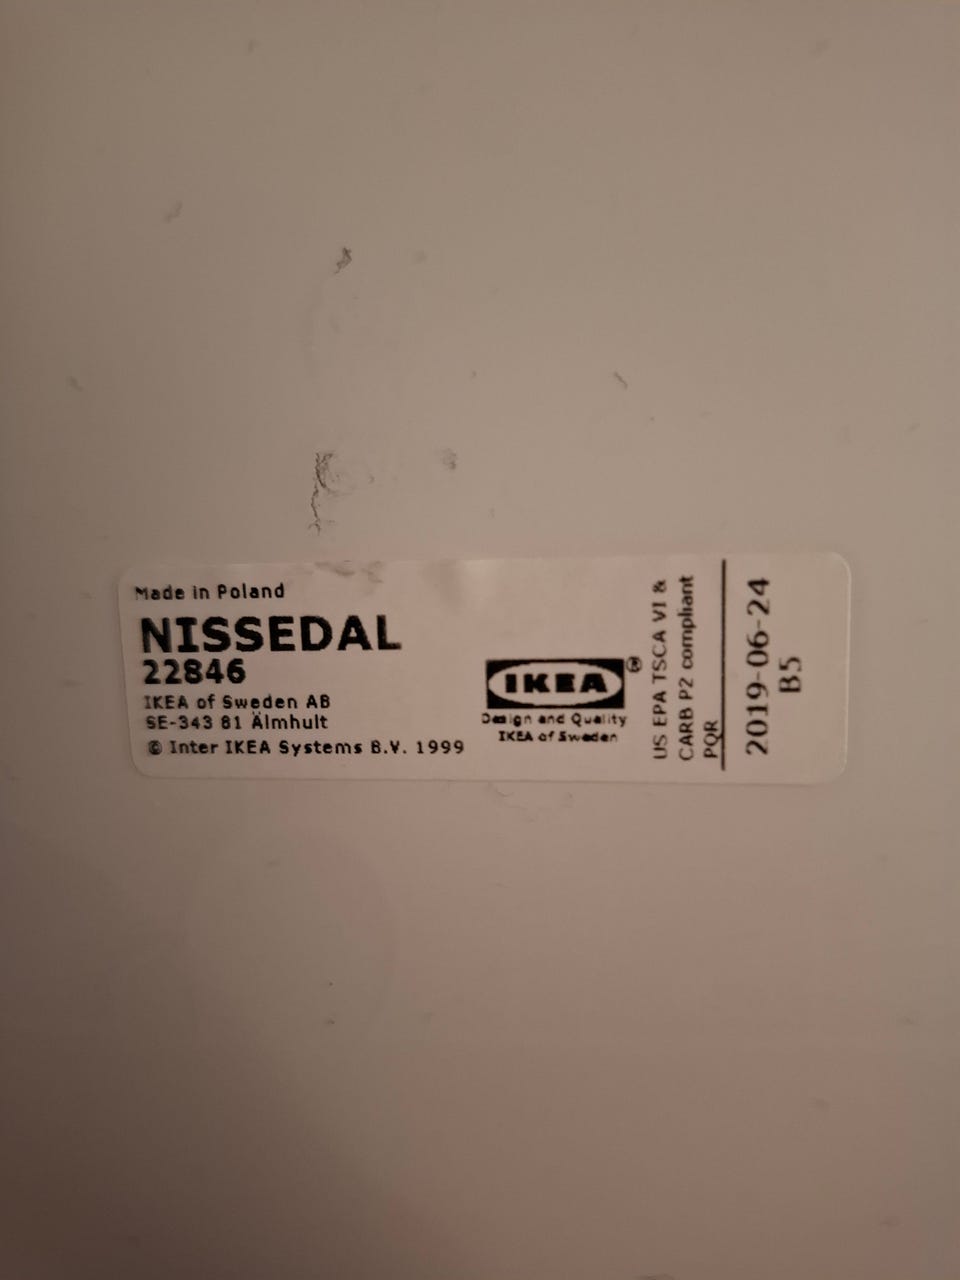 Made in Poland
NISSEDAL
22846
IKEA of Sweden AB
SE-343 81 Älmhult
© Inter IKEA Systems B.V. 1999
IKEA®
Design and Quality
IKEA of Sweden
US EPA TSCA VI &
CARB P2 compliant
PQR
2019-06-24
B5